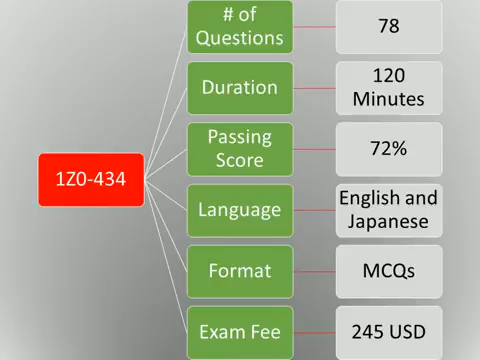 1Z0-434
# of
Questions
78
Duration
120
Minutes
Passing
Score
72%
Language
English and
Japanese
Format
MCQs
Exam Fee
245 USD